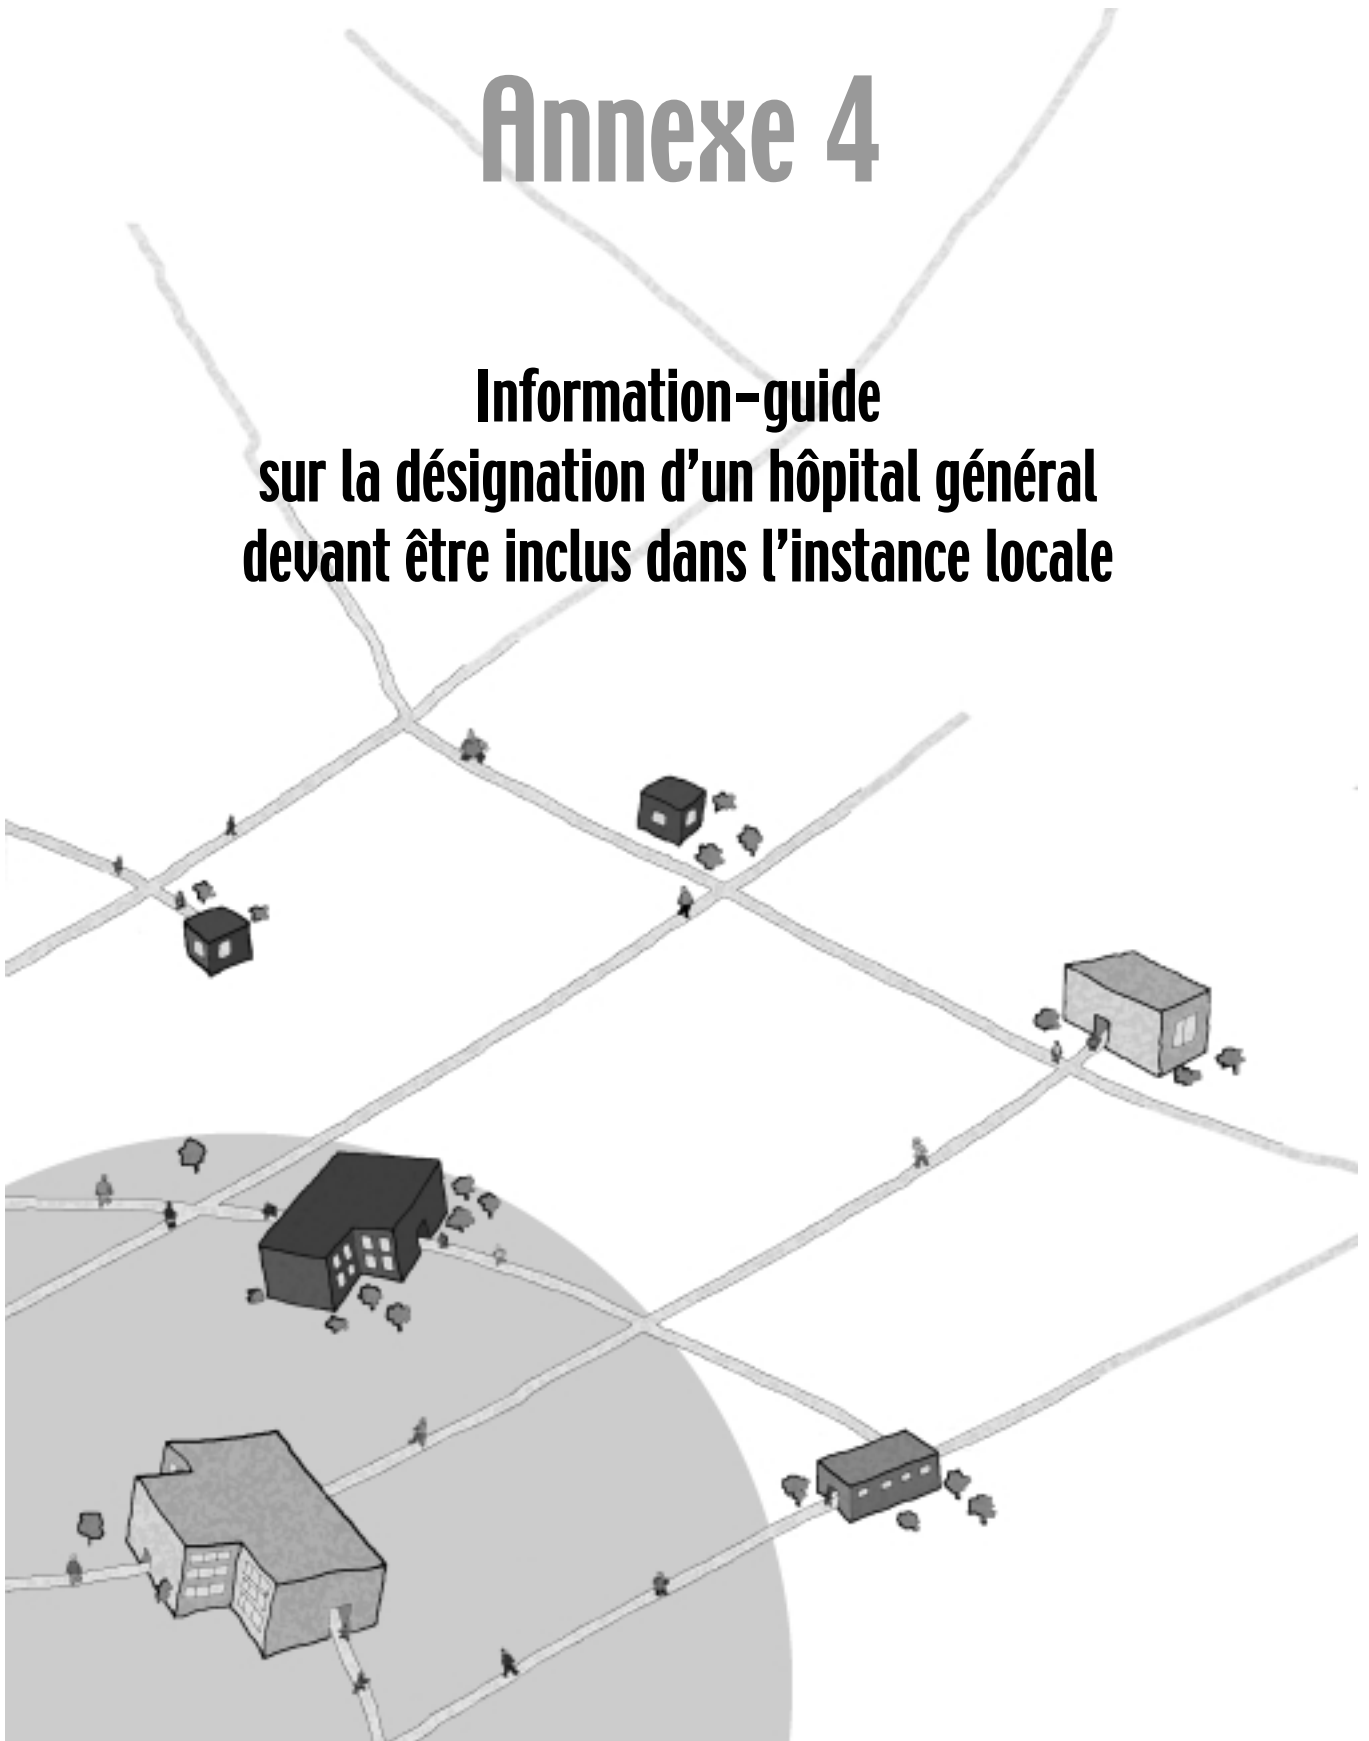 Annexe 4
Information-guide
sur la désignation d’un hôpital général
devant être inclus dans l’instance locale